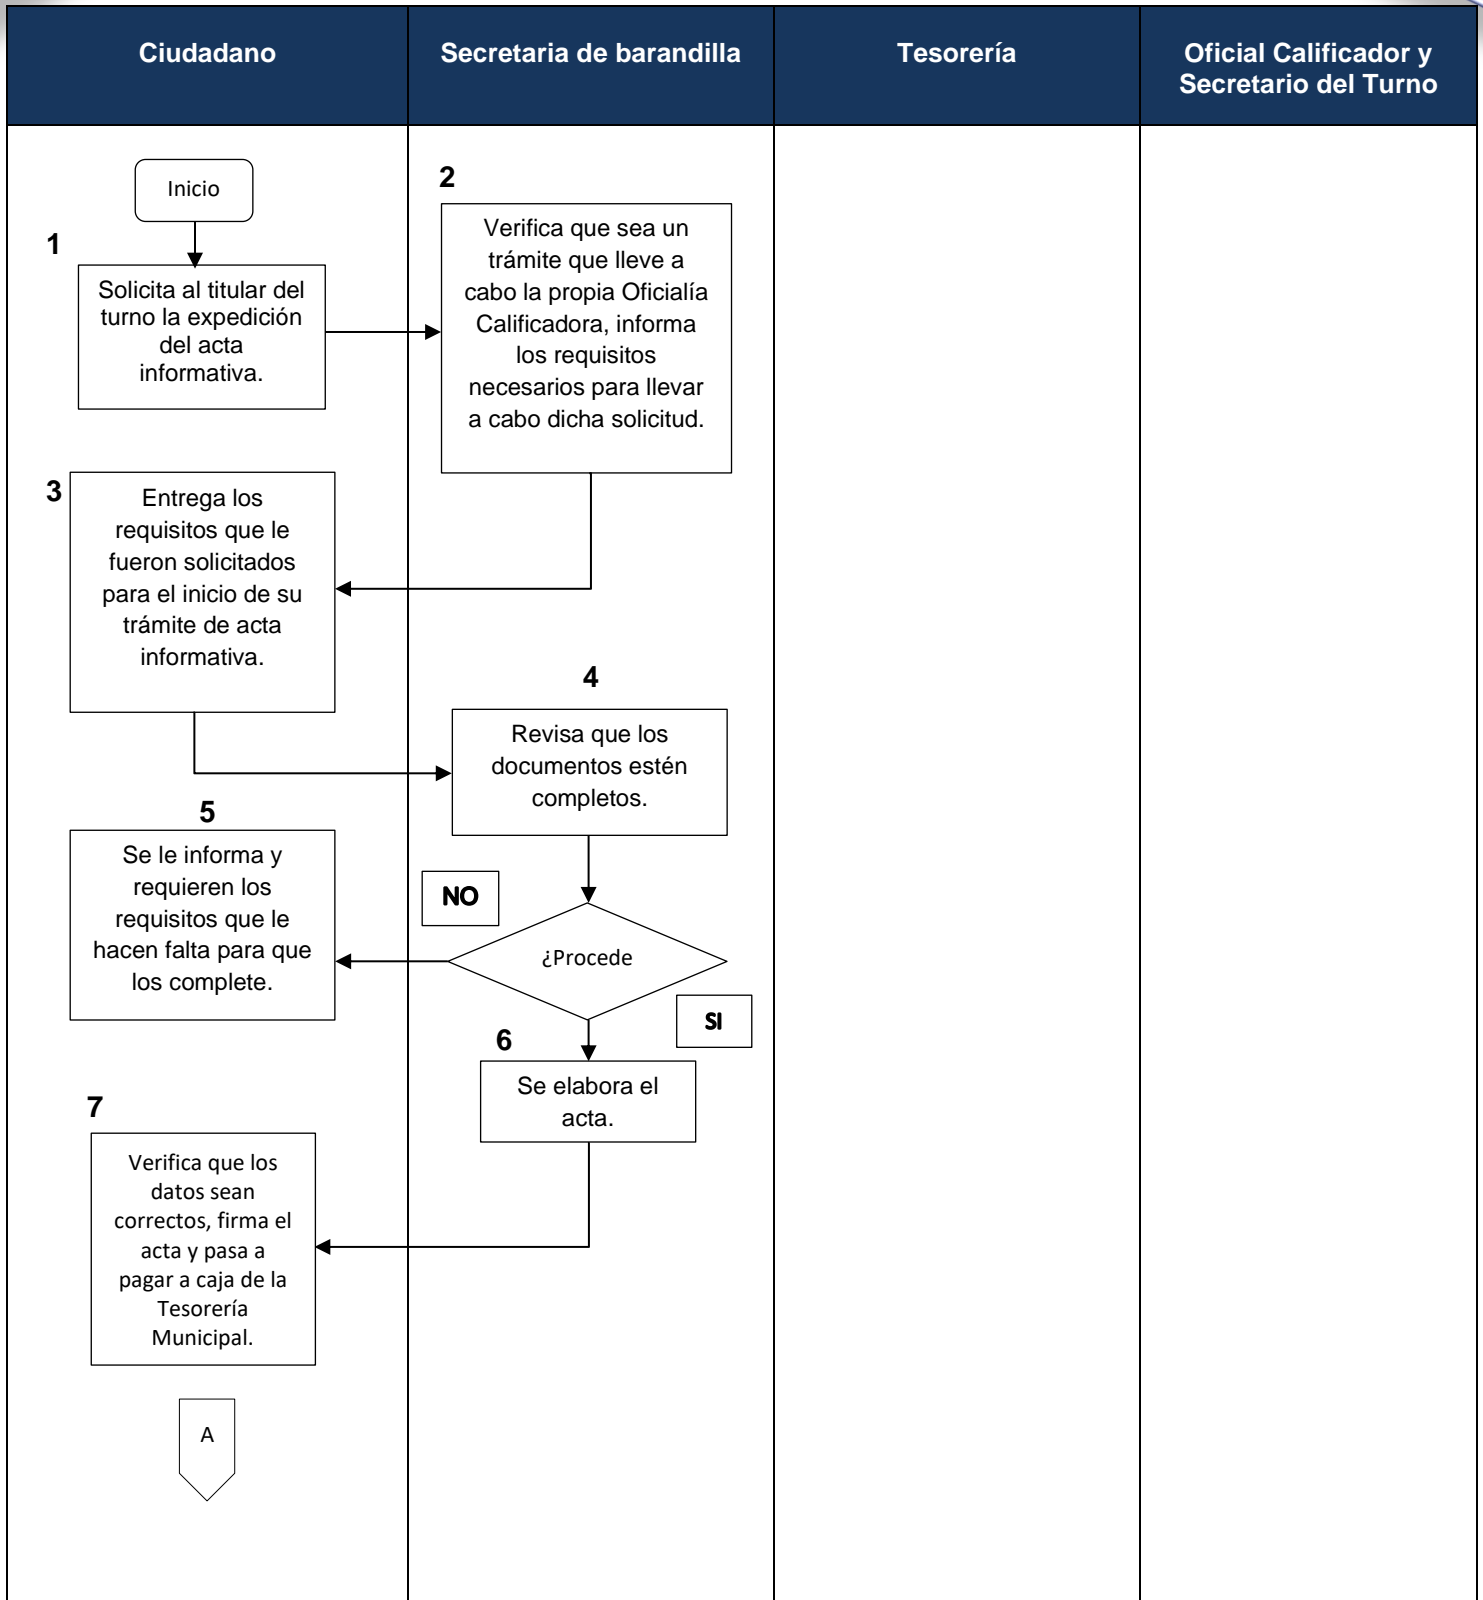 Ciudadano
Secretaria de barandilla
Tesorería
Oficial Calificador y
Secretario del Turno
Inicio
1
Solicita al titular del
turno la expedición
del acta
informativa.
2
Verifica que sea un
trámite que lleve a
cabo la propia Oficialía
Calificadora, informa
los requisitos
necesarios para llevar
a cabo dicha solicitud.
3
Entrega los
requisitos que le
fueron solicitados
para el inicio de su
trámite de acta
informativa.
4
Revisa que los
documentos estén
completos.
5
Se le informa y
requieren los
requisitos que le
hacen falta para que
los complete.
NO
¿Procede
SI
6
Se elabora el
acta.
7
Verifica que los
datos sean
correctos, firma el
acta y pasa a
pagar a caja de la
Tesorería
Municipal.
A